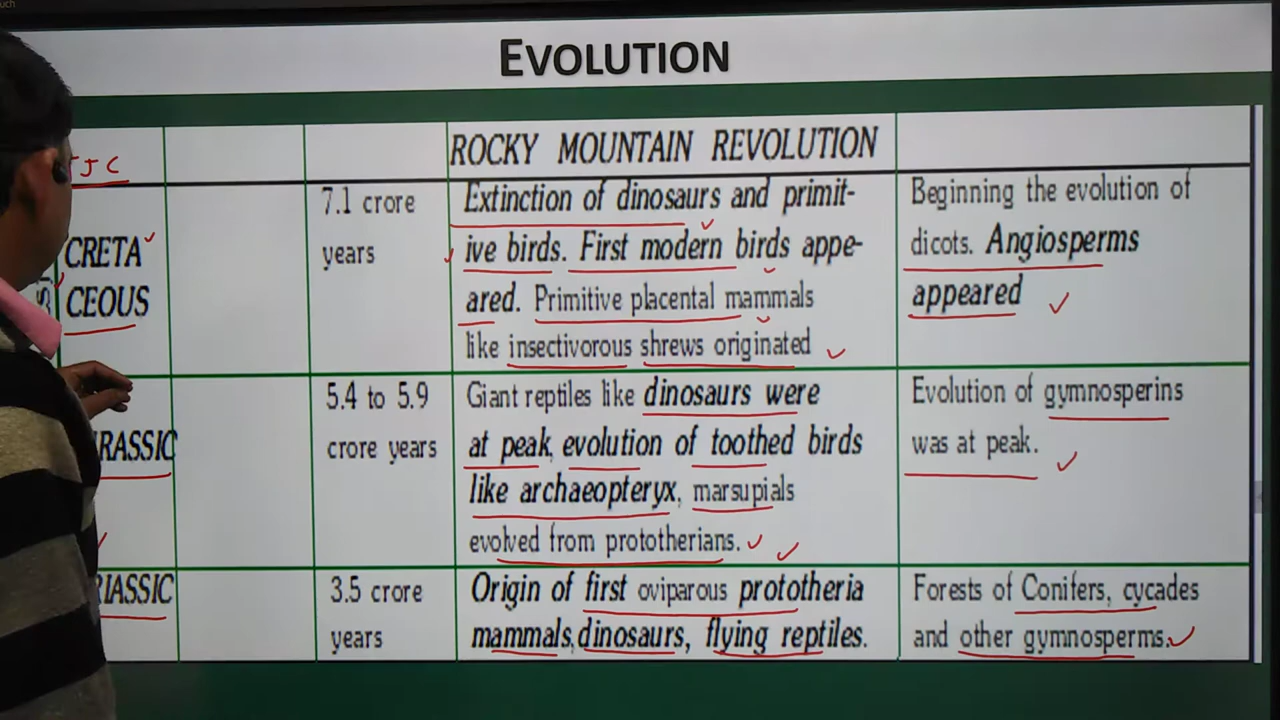 uch
EVOLUTION
JC
ROCKY MOUNTAIN REVOLUTION
CRETA
CEOUS
7.1 crore
years
Extinction of dinosaurs and primit-
ive birds. First modern birds appe-
ared. Primitive placental mammals
like insectivorous shrews originated
Beginning the evolution of
dicots. Angiosperms
appeared
RASSIC
5.4 to 5.9
crore years
Giant reptiles like dinosaurs were
at peak, evolution of toothed birds
like archaeopteryx, marsupials
evolved from prototherians.
Evolution of gymnosperins
was at peak.
IASSIC
3.5 crore
years
Origin of first oviparous prototheria
mammals, dinosaurs, flying reptiles.
Forests of Conifers, cycades
and other gymnosperms.